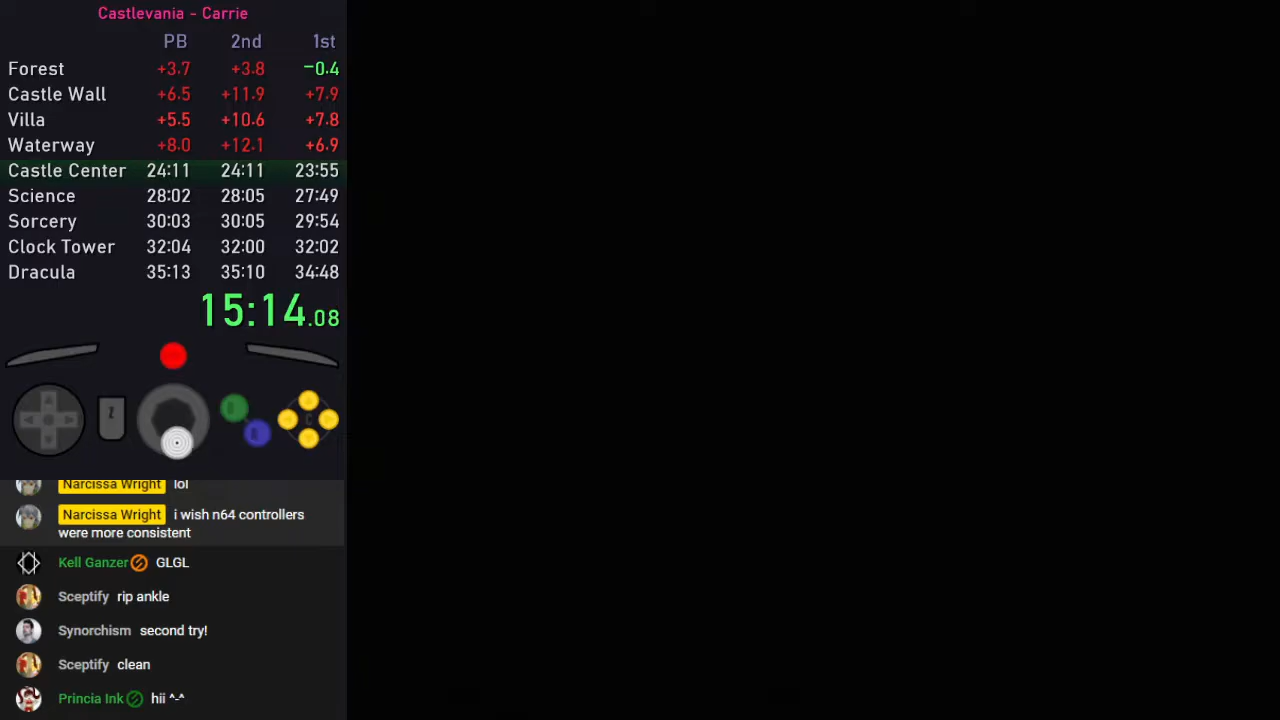 Castlevania - Carrie
PB 2nd 1st
Forest +3.7 +3.8 −0.4
Castle Wall +6.5 +11.9 +7.9
Villa +5.5 +10.6 +7.8
Waterway +8.0 +12.1 +6.9
Castle Center 24:11 24:11 23:55
Science 28:02 28:05 27:49
Sorcery 30:03 30:05 29:54
Clock Tower 32:04 32:00 32:02
Dracula 35:13 35:10 34:48
15:14.08
Z
C
Narcissa Wright lol
Narcissa Wright i wish n64 controllers
were more consistent
Kell Ganzer GLGL
Sceptify rip ankle
Synorchism second try!
Sceptify clean
Princia Ink hii ^-^